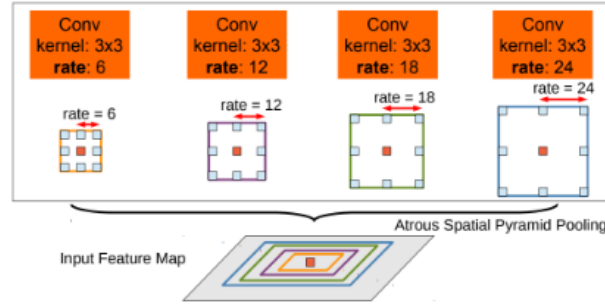 Conv
kernel: 3x3
rate: 6
Conv
kernel: 3x3
rate: 12
Conv
kernel: 3x3
rate: 18
Conv
kernel: 3x3
rate: 24
rate = 6
rate = 12
rate = 18
rate = 24
Atrous Spatial Pyramid Pooling
Input Feature Map